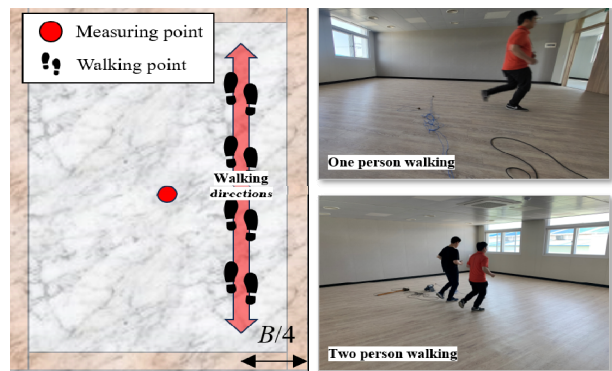 Measuring point
Walking point
Walking
directions
B/4
One person walking
Two person walking